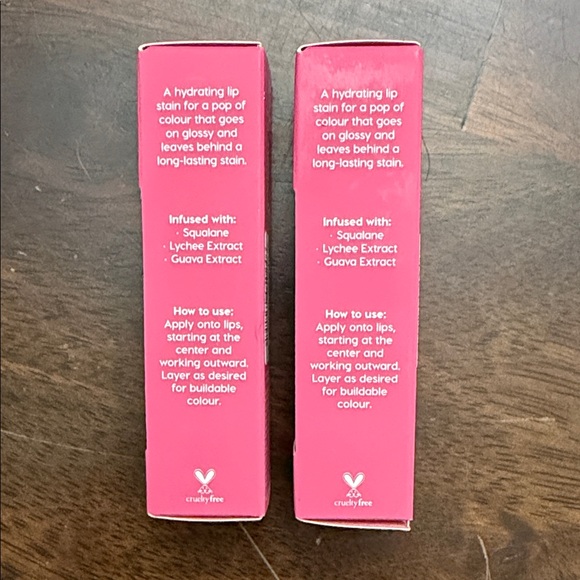 A hydrating lip
stain for a pop of
colour that goes
on glossy and
leaves behind a
long-lasting stain.
Infused with:
· Squalane
· Lychee Extract
· Guava Extract
How to use:
Apply onto lips,
starting at the
center and
working outward.
Layer as desired
for buildable
colour.
crueltyfree
A hydrating lip
stain for a pop of
colour that goes
on glossy and
leaves behind a
long-lasting stain.
Infused with:
· Squalane
· Lychee Extract
· Guava Extract
How to use:
Apply onto lips,
starting at the
center and
working outward.
Layer as desired
for buildable
colour.
crueltyfree